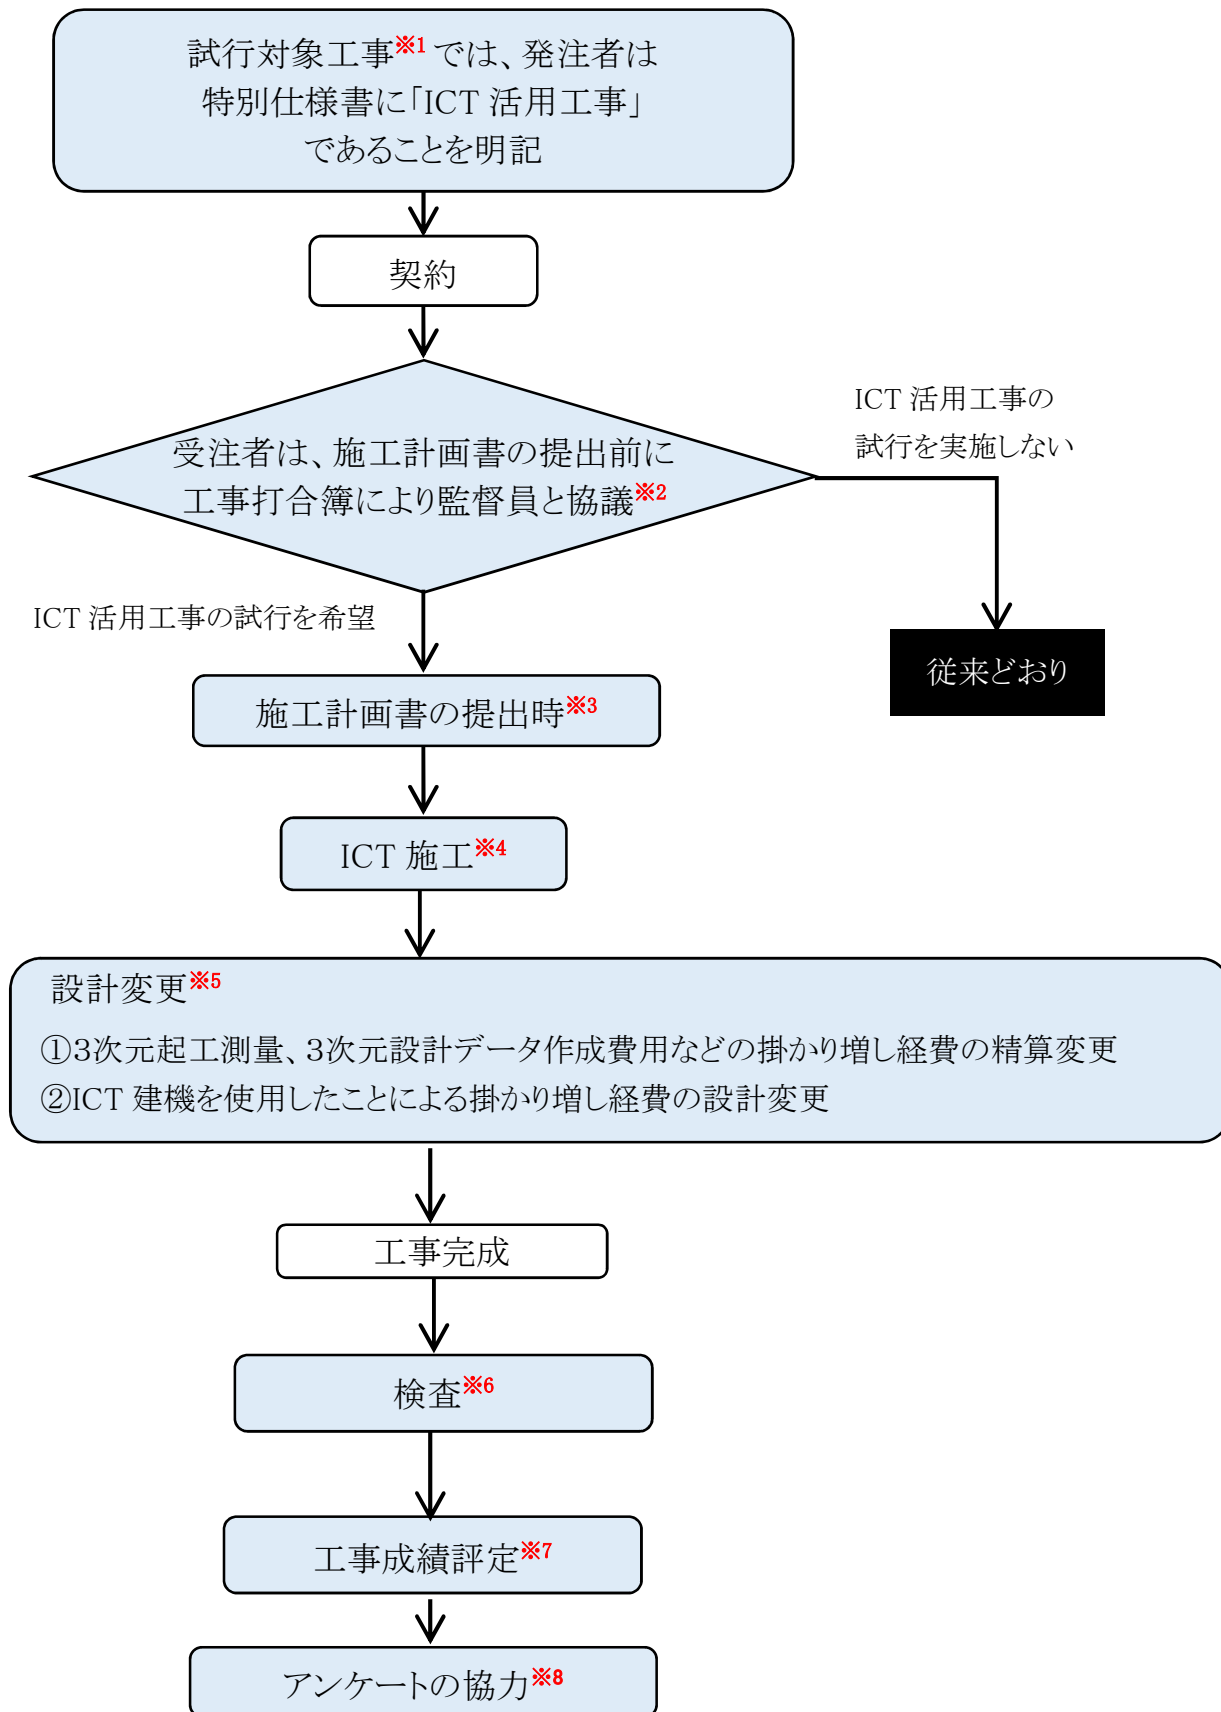 試行対象工事※1では、発注者は
特別仕様書に「ICT 活用工事」
であることを明記
契約
受注者は、施工計画書の提出前に
工事打合簿により監督員と協議※2
ICT 活用工事の
試行を実施しない
ICT 活用工事の試行を希望
従来どおり
施工計画書の提出時※3
ICT 施工※4
設計変更※5
①3次元起工測量、3次元設計データ作成費用などの掛かり増し経費の精算変更
②ICT 建機を使用したことによる掛かり増し経費の設計変更
工事完成
検査※6
工事成績評定※7
アンケートの協力※8